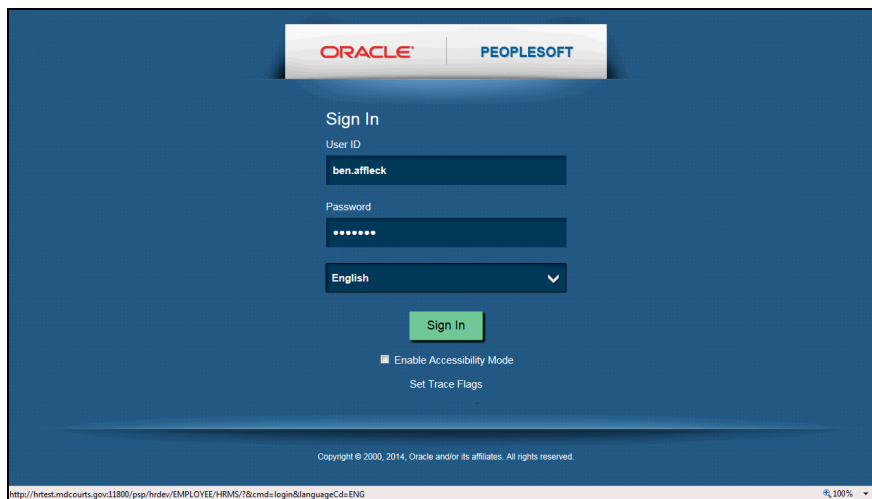 ORACLE® PEOPLESOFT
Sign In
User ID
ben.affleck
Password
•••••••
English
Sign In
Enable Accessibility Mode
Set Trace Flags
Copyright © 2000, 2014, Oracle and/or its affiliates. All rights reserved.
http://hrtest.mdcourts.gov:11800/psp/hrdev/EMPLOYEE/HRMS/?&cmd=login&languageCd=ENG 100%